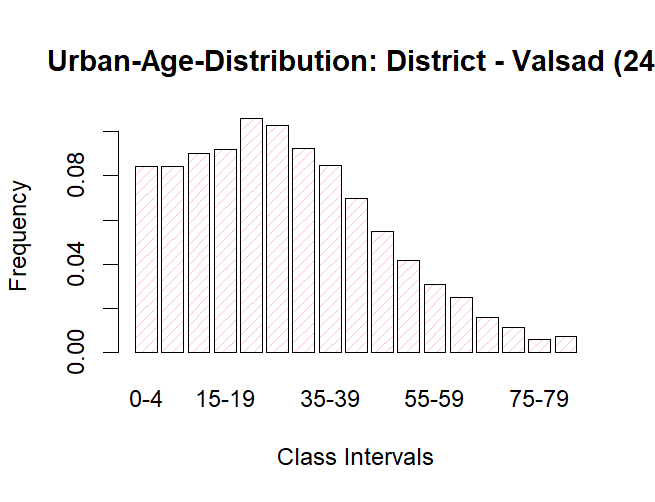 Urban-Age-Distribution: District - Valsad (24
Frequency
0.08
0.04
0.00
0-4 15-19 35-39 55-59 75-79
Class Intervals